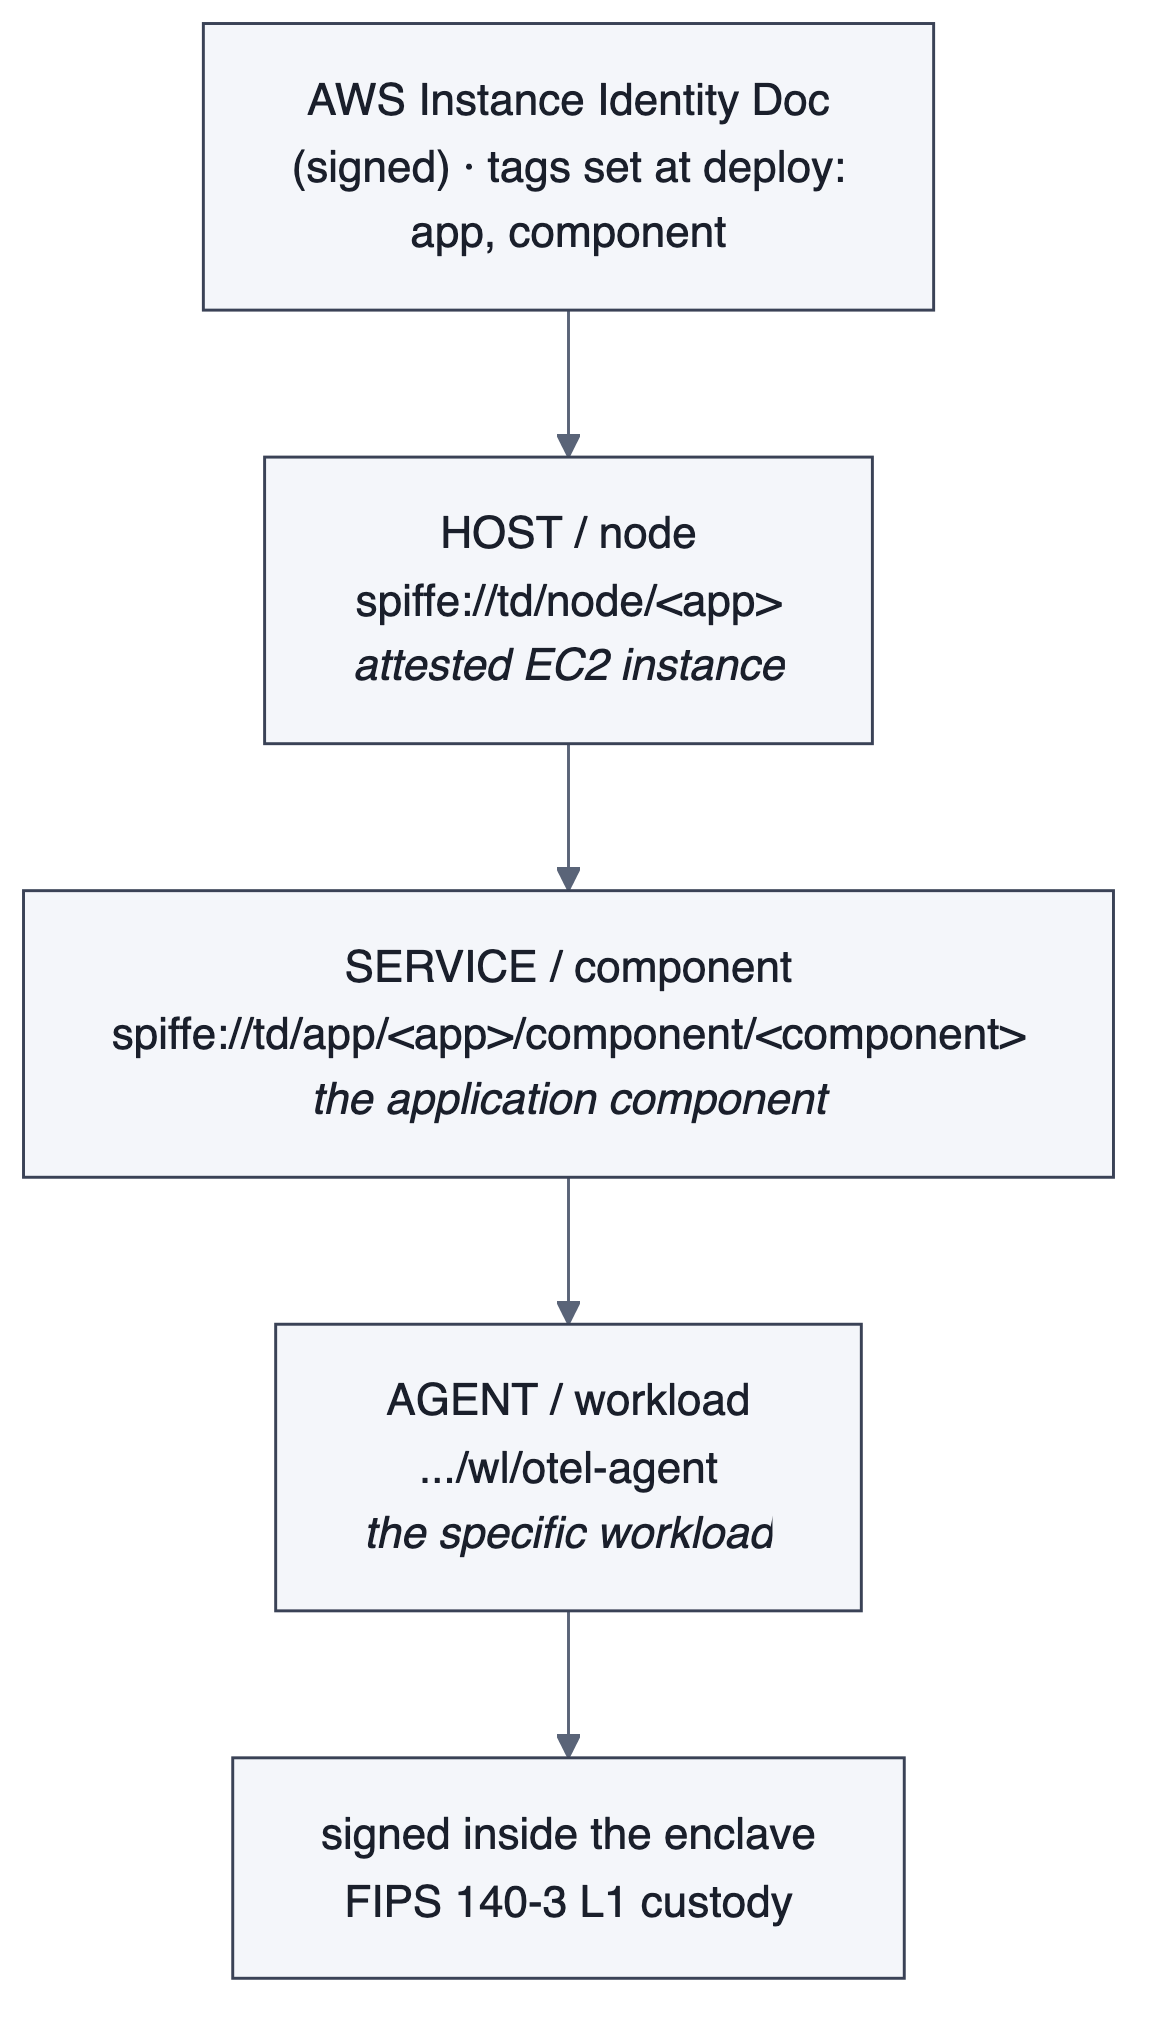 AWS Instance Identity Doc
(signed) · tags set at deploy:
app, component
HOST / node
spiffe://td/node/<app>
attested EC2 instance
SERVICE / component
spiffe://td/app/<app>/component/<component>
the application component
AGENT / workload
.../wl/otel-agent
the specific workload
signed inside the enclave
FIPS 140-3 L1 custody